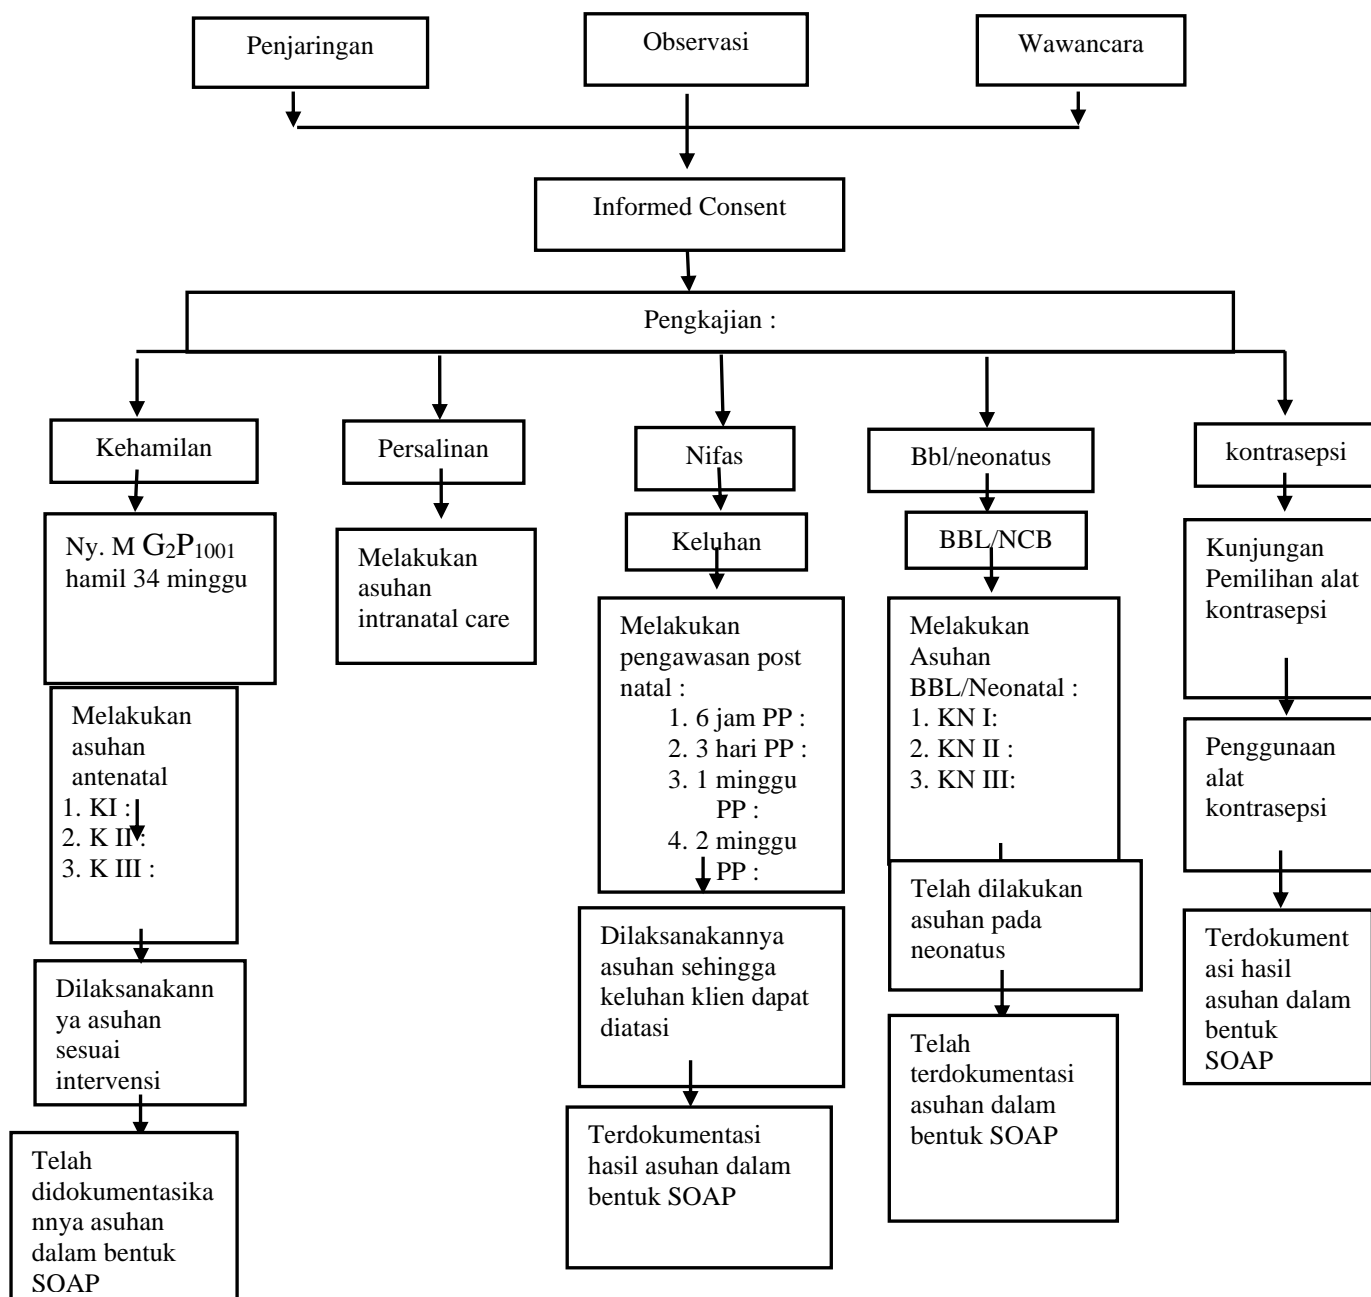 Penjaringan
Observasi
Wawancara
Informed Consent
Pengkajian :
Kehamilan
Persalinan
Nifas
Bbl/neonatus
kontrasepsi
Ny. M G2P1001
hamil 34 minggu
Melakukan
asuhan
antenatal
1. KI :
2. K II :
3. K III :
Dilaksanakann
ya asuhan
sesuai
intervensi
Telah
didokumentasika
nnya asuhan
dalam bentuk
SOAP
Melakukan
asuhan
intranatal care
Keluhan
Melakukan
pengawasan post
natal :
1. 6 jam PP :
2. 3 hari PP :
3. 1 minggu
PP :
4. 2 minggu
PP :
Dilaksanakannya
asuhan sehingga
keluhan klien dapat
diatasi
Terdokumentasi
hasil asuhan dalam
bentuk SOAP
BBL/NCB
Melakukan
Asuhan
BBL/Neonatal :
1. KN I:
2. KN II :
3. KN III:
Telah dilakukan
asuhan pada
neonatus
Telah
terdokumentasi
asuhan dalam
bentuk SOAP
Kunjungan
Pemilihan alat
kontrasepsi
Penggunaan
alat
kontrasepsi
Terdokument
asi hasil
asuhan dalam
bentuk
SOAP